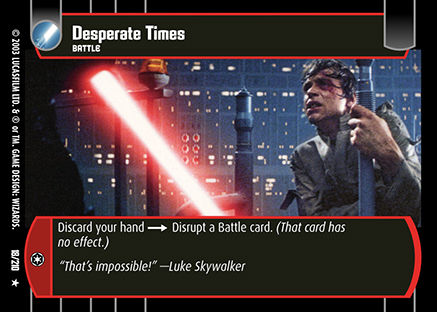 Desperate Times
BATTLE
Discard your hand → Disrupt a Battle card. (That card has
no effect.)
"That's impossible!" —Luke Skywalker
© 2003 LUCASFILM LTD. & ® or TM. GAME DESIGN: WIZARDS.
18/210